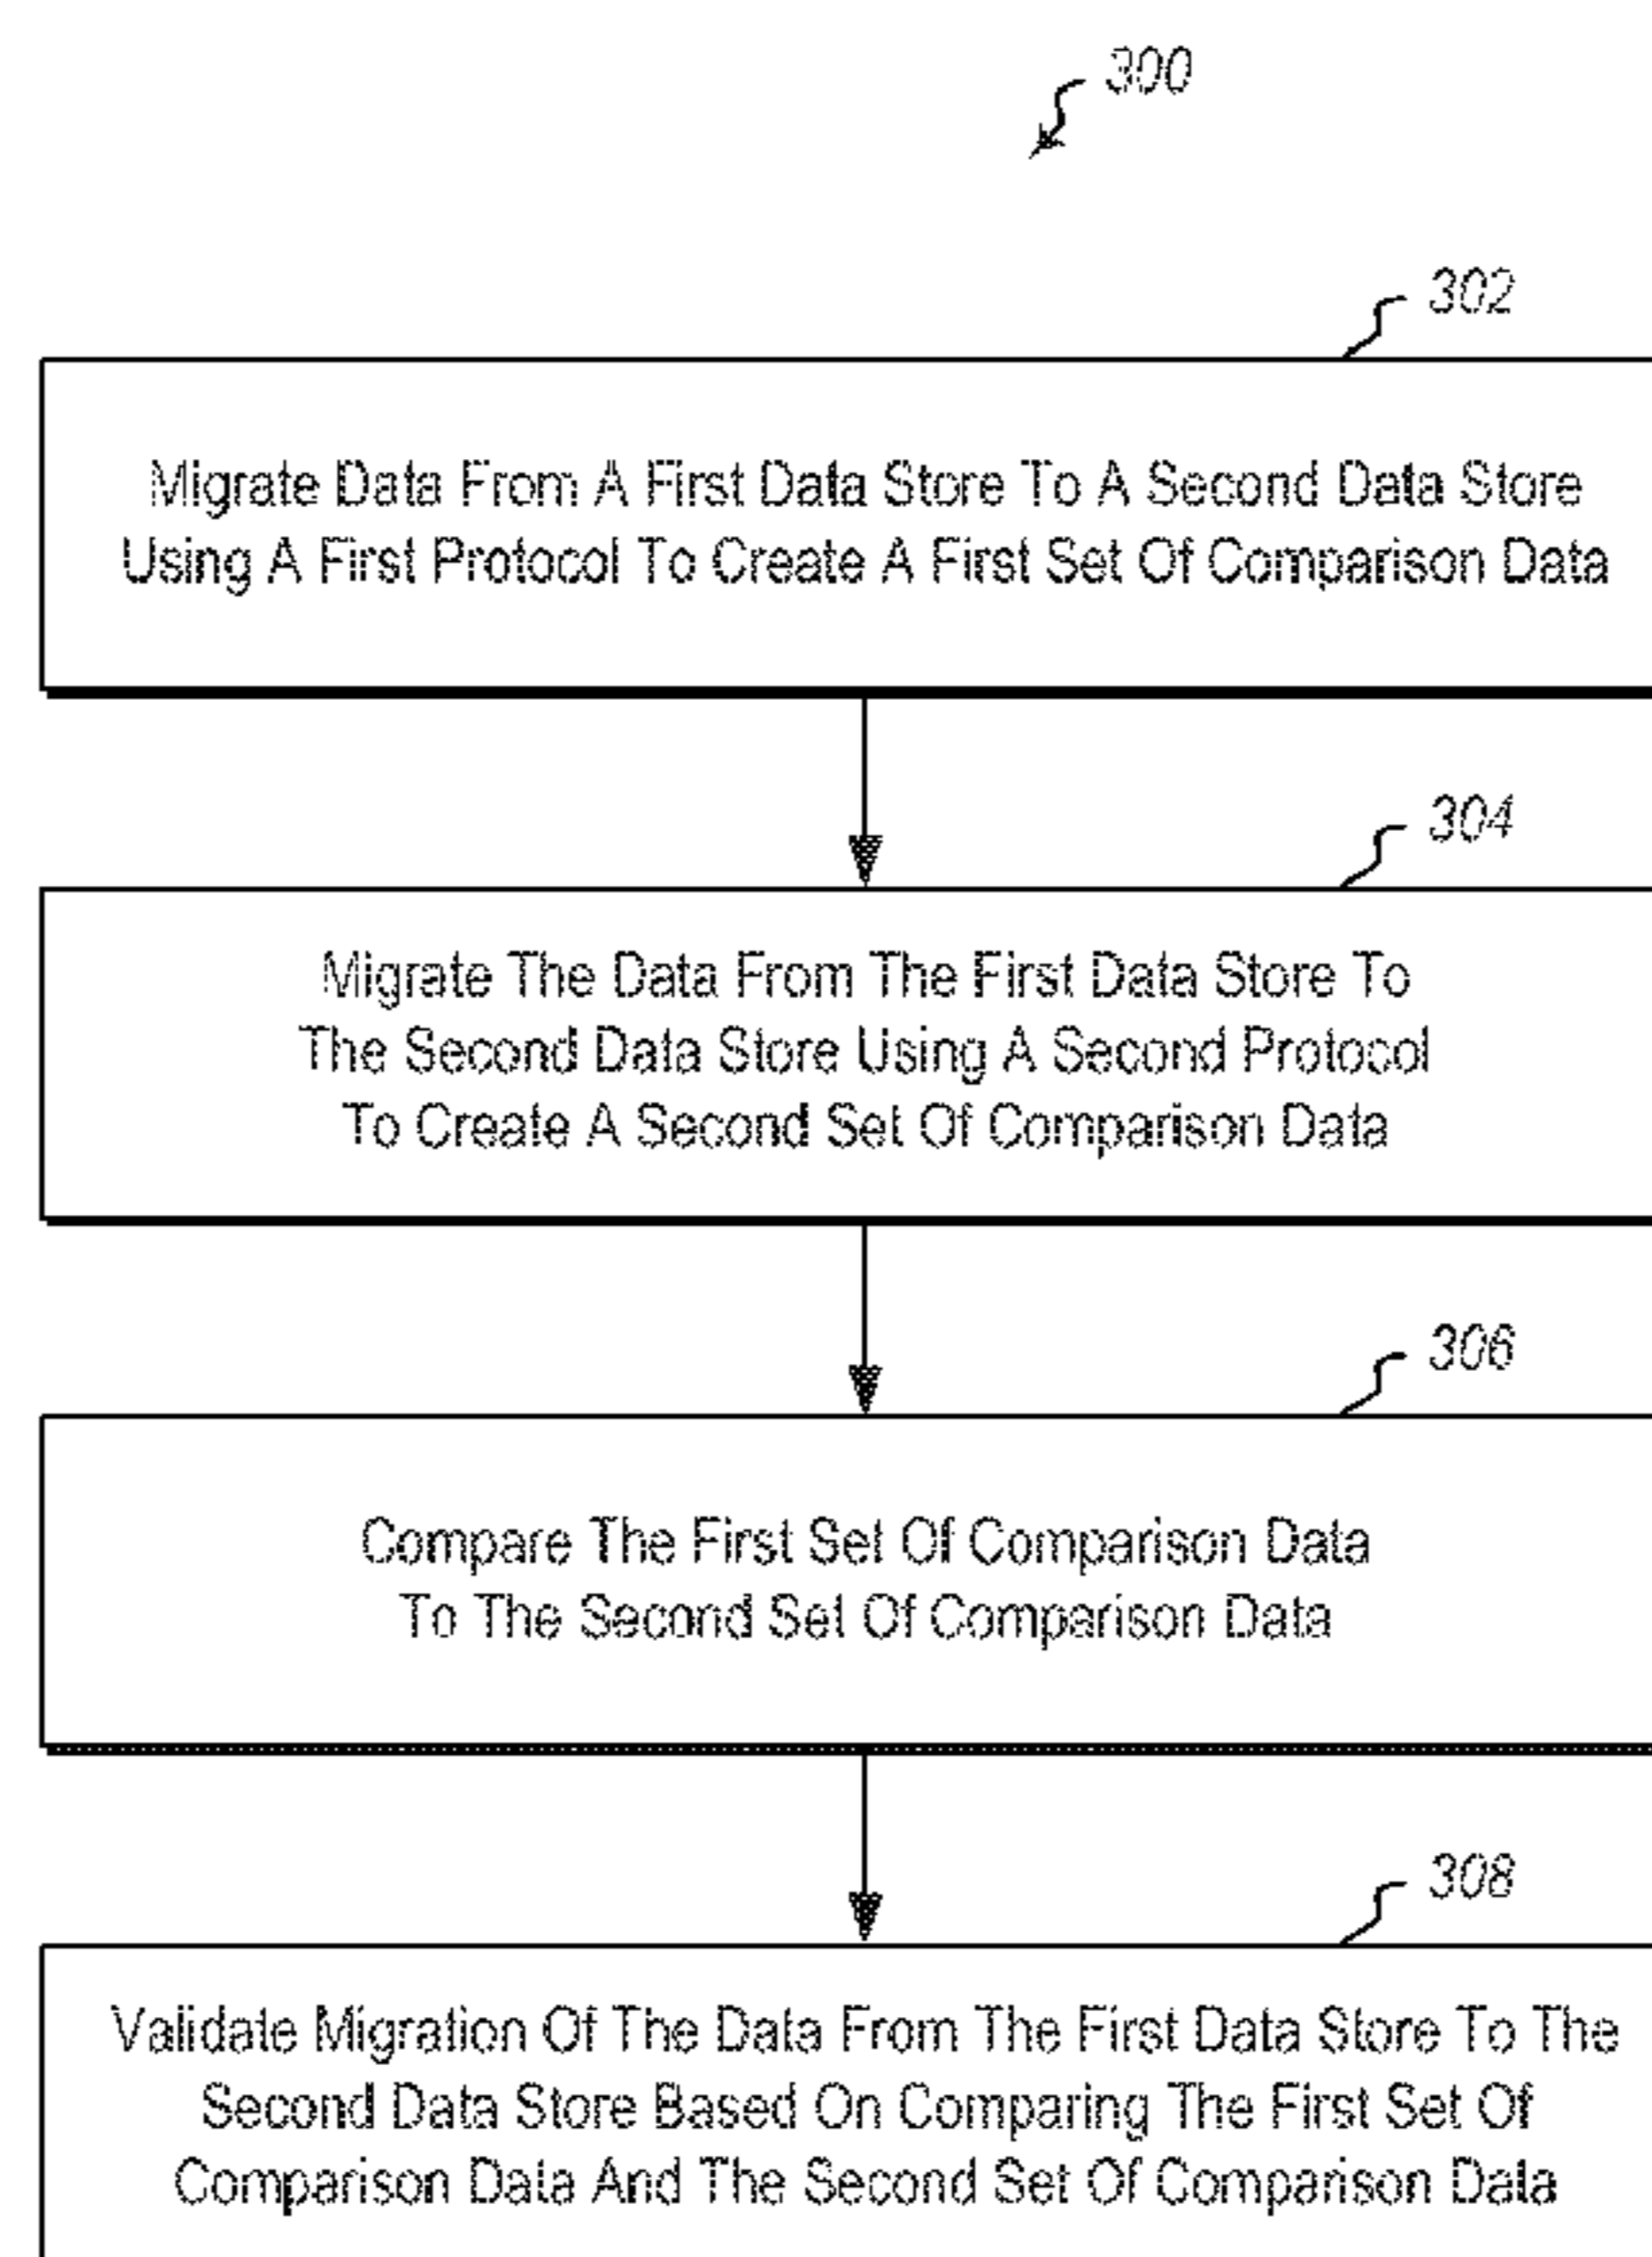 300
302
Migrate Data From A First Data Store To A Second Data Store
Using A First Protocol To Create A First Set Of Comparison Data
304
Migrate The Data From The First Data Store To
The Second Data Store Using A Second Protocol
To Create A Second Set Of Comparison Data
306
Compare The First Set Of Comparison Data
To The Second Set Of Comparison Data
308
Validate Migration Of The Data From The First Data Store To The
Second Data Store Based On Comparing The First Set Of
Comparison Data And The Second Set Of Comparison Data